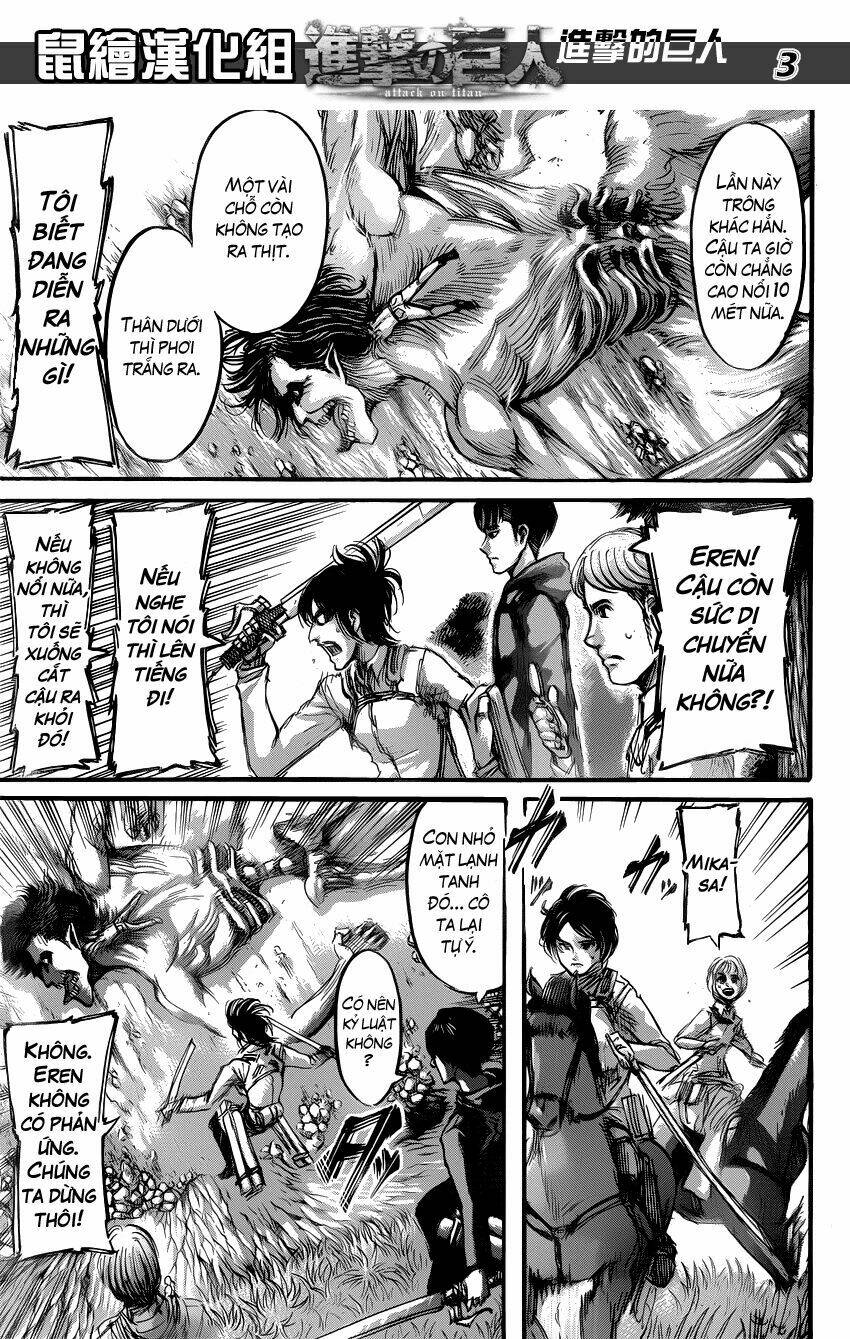 鼠繪漢化組
進撃の巨人
attack on titan
進擊的巨人
3
LẦN NÀY
TRÔNG
KHÁC HẲN.
CẬU TA GIỜ
CÒN CHẲNG
CAO NỔI 10
MÉT NỮA.
MỘT VÀI
CHỖ CÒN
KHÔNG TẠO
RA THỊT.
THÂN DƯỚI
THÌ PHƠI
TRẮNG RA.
TÔI
BIẾT
ĐANG
DIỄN
RA
NHỮNG
GÌ!
EREN!
CẬU CÒN
SỨC DI
CHUYỂN
NỮA
KHÔNG?!
NẾU
NGHE
TÔI NÓI
THÌ LÊN
TIẾNG
ĐI!
NẾU
KHÔNG
NỔI NỮA,
THÌ
TÔI SẼ
XUỐNG
CẮT
CẬU RA
KHỎI
ĐÓ!
MIKA-
SA!
ガッ
CON NHỎ
MẶT LẠNH
TANH
ĐÓ... CÔ
TA LẠI
TỰ Ý.
CÓ NÊN
KỶ LUẬT
KHÔNG
?
KHÔNG.
EREN
KHÔNG
CÓ PHẢN
ỨNG.
CHÚNG
TA DỪNG
THÔI!